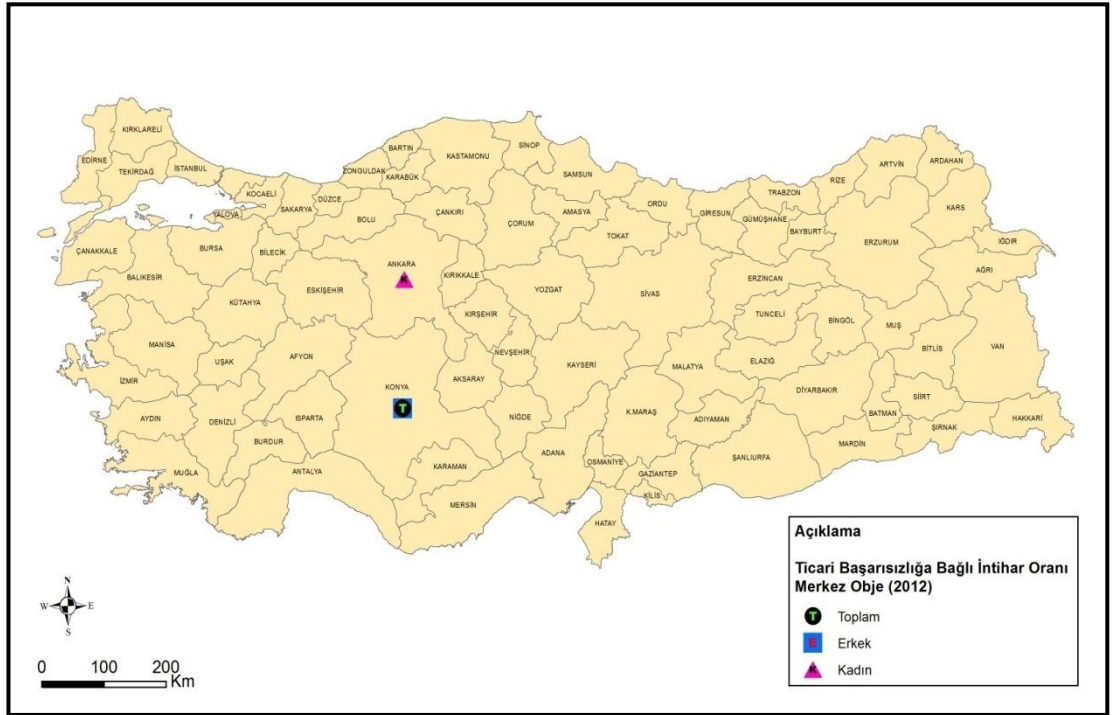 KIRKLARELİ
EDİRNE
TEKİRDAĞ
İSTANBUL
KOCAELİ
YALOVA
SAKARYA
DÜZCE
ZONGULDAK
BARTIN
KARABÜK
KASTAMONU
SİNOP
SAMSUN
BOLU
ÇANKIRI
ÇORUM
AMASYA
TOKAT
ORDU
GİRESUN
TRABZON
GÜMÜŞHANE
BAYBURT
RİZE
ARTVİN
ARDAHAN
KARS
IĞDIR
ERZURUM
AĞRI
ÇANAKKALE
BALIKESİR
BURSA
BİLECİK
ESKİŞEHİR
KÜTAHYA
ANKARA
K
KIRIKKALE
KIRŞEHİR
YOZGAT
SİVAS
ERZİNCAN
TUNCELİ
BİNGÖL
MUŞ
BİTLİS
VAN
MANİSA
UŞAK
AFYON
İZMİR
AYDIN
DENİZLİ
ISPARTA
BURDUR
MUĞLA
ANTALYA
KONYA
T
AKSARAY
NEVŞEHİR
NİĞDE
KAYSERİ
MALATYA
ELAZIĞ
DİYARBAKIR
BATMAN
SİİRT
ŞIRNAK
HAKKARİ
MARDİN
ŞANLIURFA
ADIYAMAN
K.MARAŞ
GAZİANTEP
KİLİS
OSMANİYE
HATAY
ADANA
KARAMAN
MERSİN
N
W E
S
0 100 200
Km
Açıklama
Ticari Başarısızlığa Bağlı İntihar Oranı
Merkez Obje (2012)
T Toplam
E Erkek
K Kadın